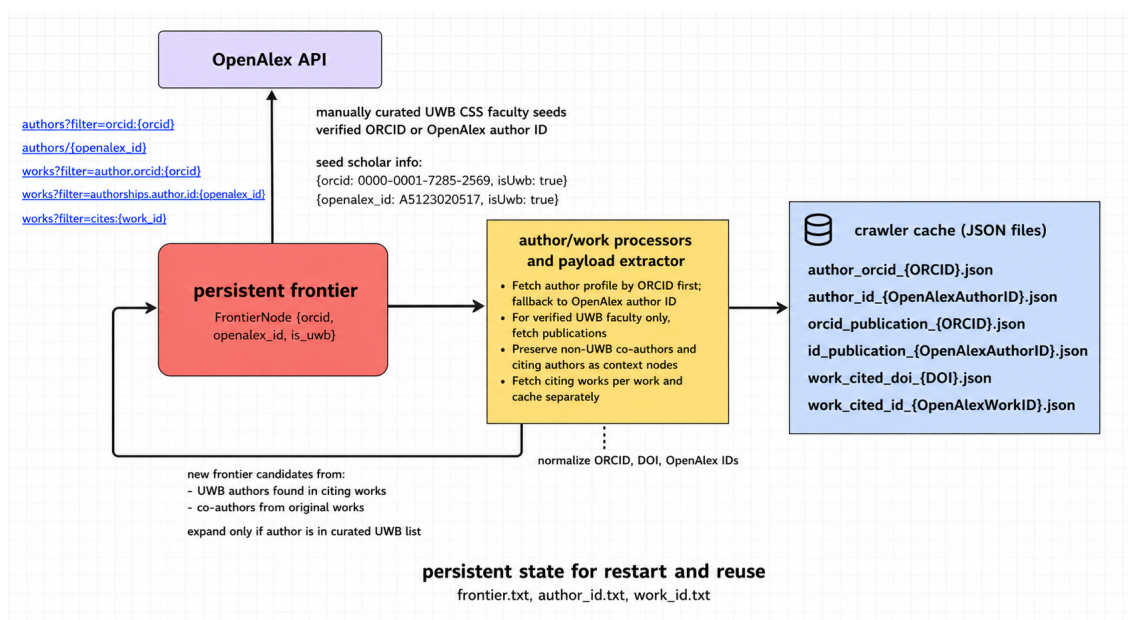 OpenAlex API
authors?filter=orcid:{orcid}
authors/{openalex_id}
works?filter=author.orcid:{orcid}
works?filter=authorships.author.id:{openalex_id}
works?filter=cites:{work_id}
manually curated UWB CSS faculty seeds
verified ORCID or OpenAlex author ID
seed scholar info:
{orcid: 0000-0001-7285-2569, isUwb: true}
{openalex_id: A5123020517, isUwb: true}
persistent frontier
FrontierNode {orcid,
openalex_id, is_uwb}
author/work processors
and payload extractor
• Fetch author profile by ORCID first;
fallback to OpenAlex author ID
• For verified UWB faculty only,
fetch publications
• Preserve non-UWB co-authors and
citing authors as context nodes
• Fetch citing works per work and
cache separately
crawler cache (JSON files)
author_orcid_{ORCID}.json
author_id_{OpenAlexAuthorID}.json
orcid_publication_{ORCID}.json
id_publication_{OpenAlexAuthorID}.json
work_cited_doi_{DOI}.json
work_cited_id_{OpenAlexWorkID}.json
normalize ORCID, DOI, OpenAlex IDs
new frontier candidates from:
- UWB authors found in citing works
- co-authors from original works
expand only if author is in curated UWB list
persistent state for restart and reuse
frontier.txt, author_id.txt, work_id.txt